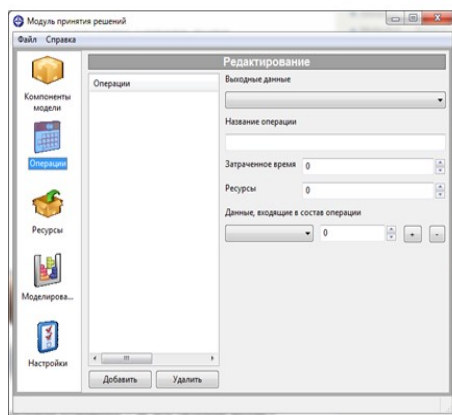 Модуль принятия решений
Файл Справка
Компоненты
модели
Операции
Ресурсы
Моделирова...
Настройки
Редактирование
Операции
Добавить Удалить
Выходные данные
Название операции
Затраченное время 0
Ресурсы 0
Данные, входящие в состав операции
0 + -